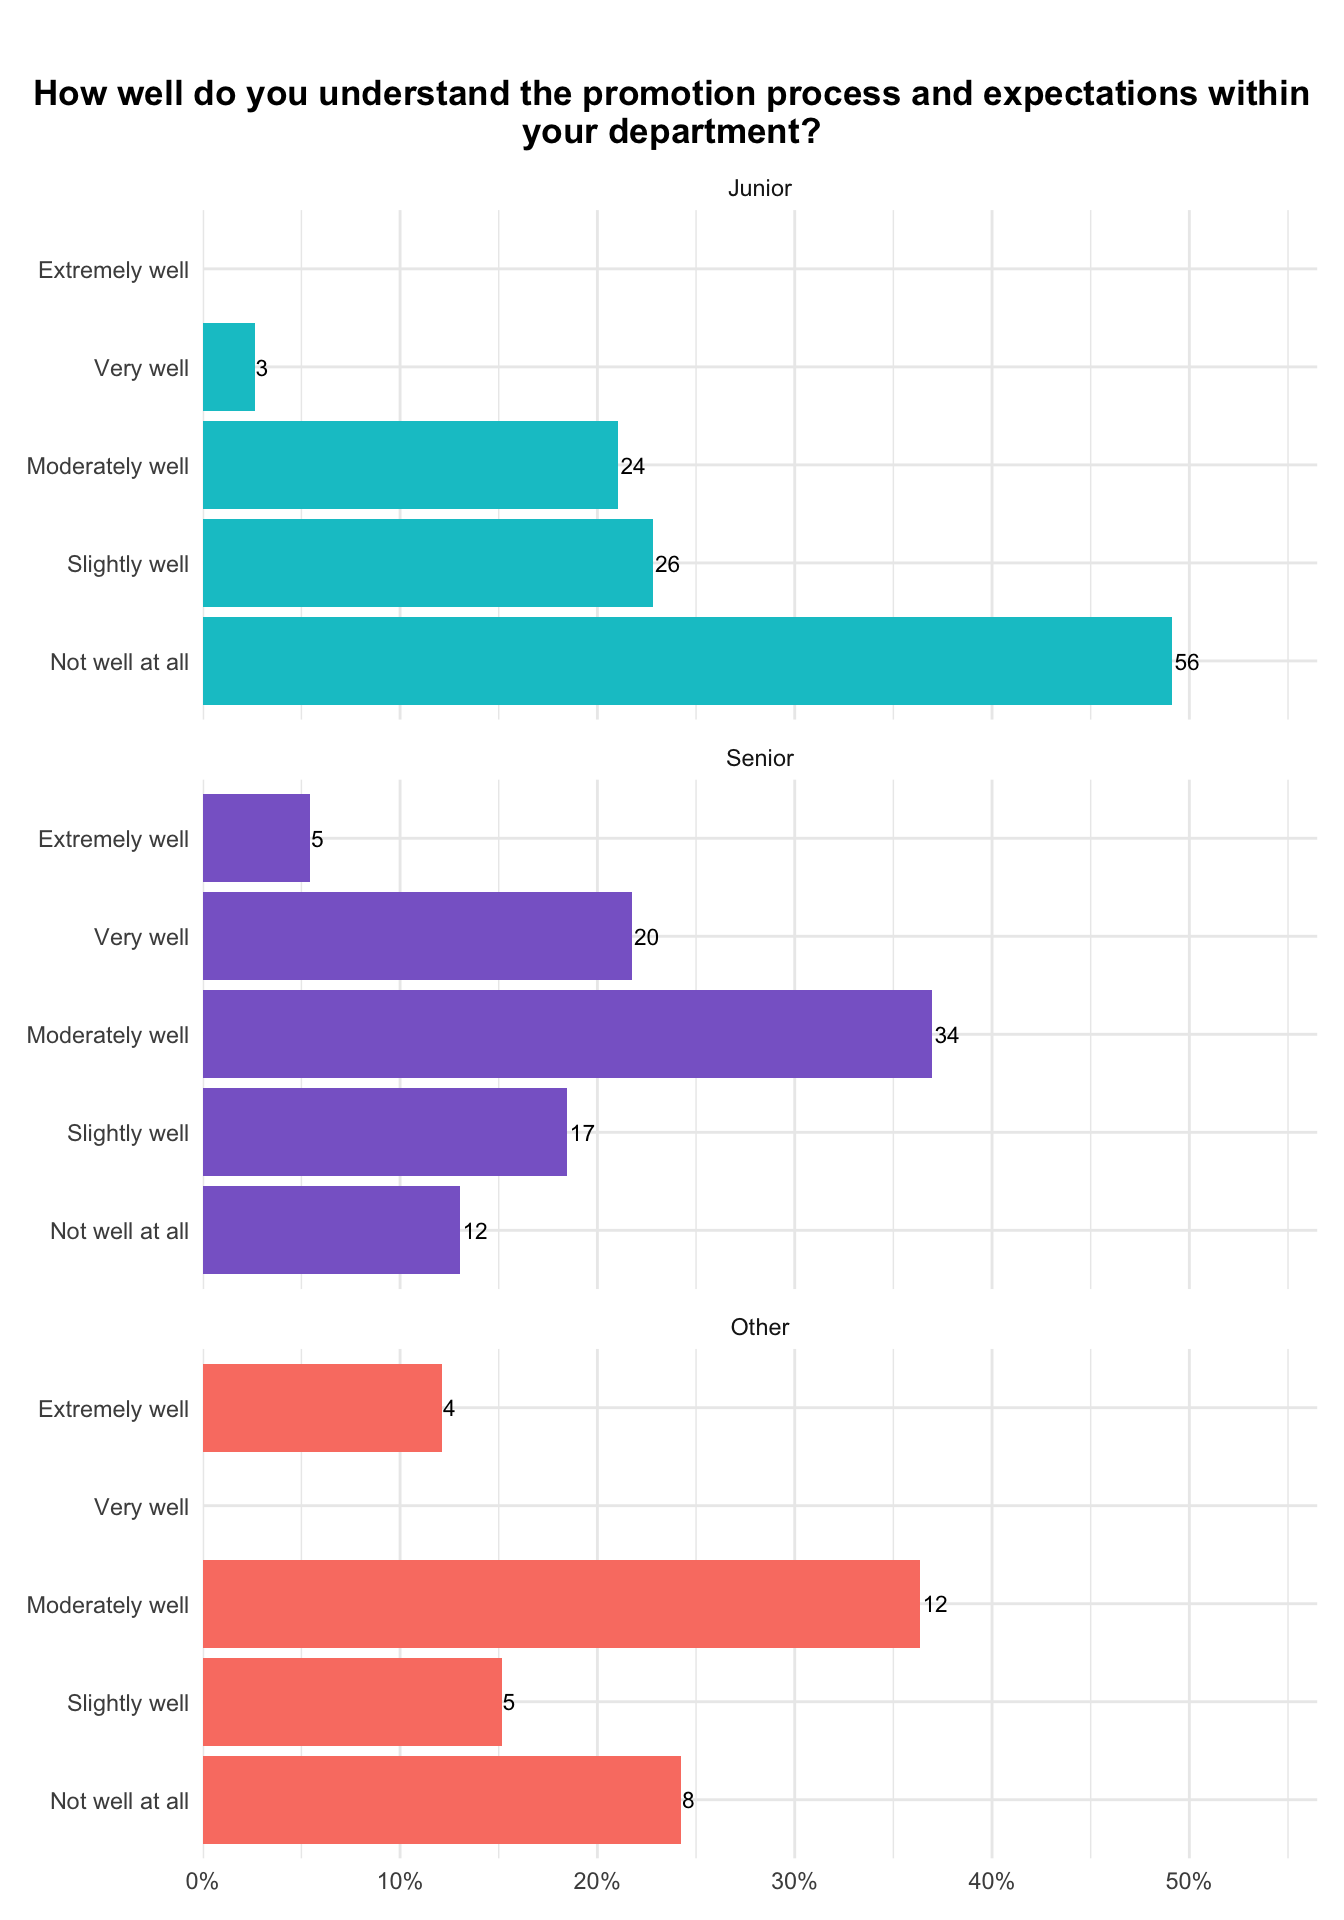 How well do you understand the promotion process and expectations within
your department?
Junior
Extremely well
Very well
3
Moderately well
24
Slightly well
26
Not well at all
56
Senior
Extremely well
5
Very well
20
Moderately well
34
Slightly well
17
Not well at all
12
Other
Extremely well
4
Very well
Moderately well
12
Slightly well
5
Not well at all
8
0% 10% 20% 30% 40% 50%